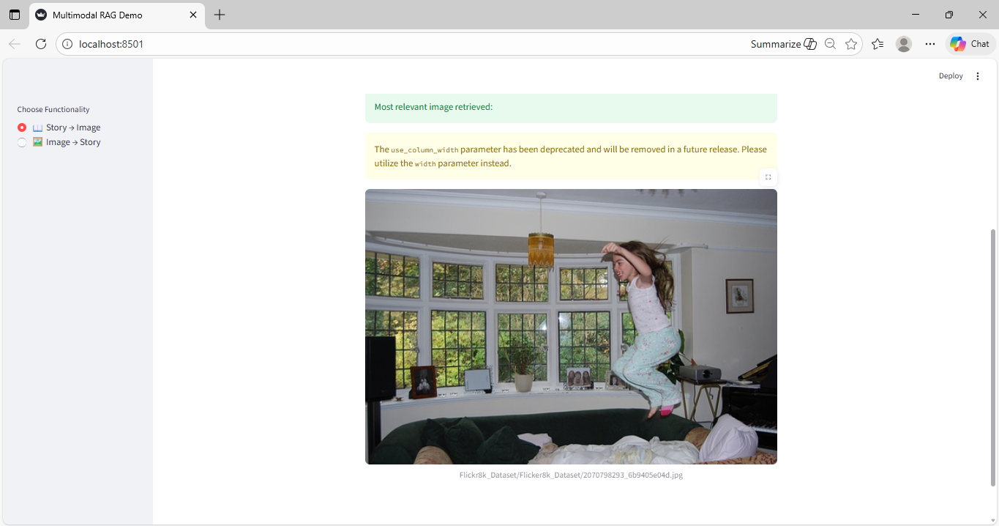 Multimodal RAG Demo
localhost:8501
Summarize
Chat
Deploy
Choose Functionality
Story → Image
Image → Story
Most relevant image retrieved:
The use_column_width parameter has been deprecated and will be removed in a future release. Please
utilize the width parameter instead.
Flickr8k_Dataset/Flicker8k_Dataset/2070798293_6b9405e04d.jpg